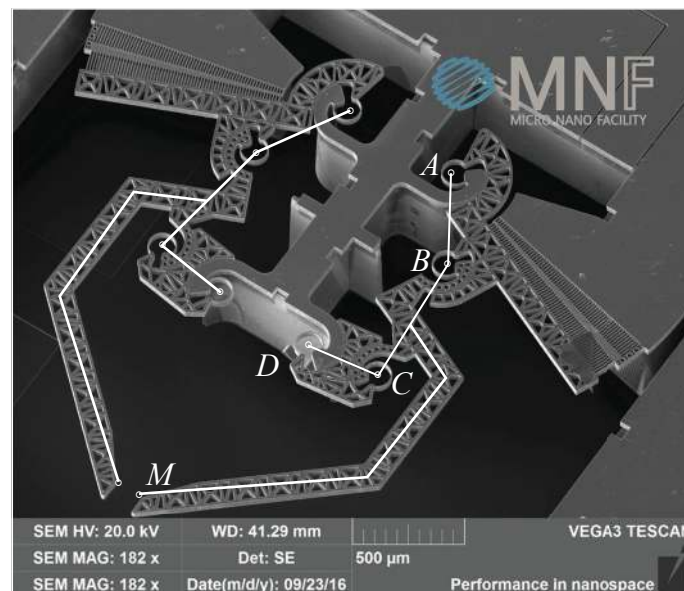 MNF
MICRO NANO FACILITY
A
B
C
D
M
SEM HV: 20.0 kV WD: 41.29 mm VEGA3 TESCAN
SEM MAG: 182 x Det: SE 500 µm
SEM MAG: 182 x Date(m/d/y): 09/23/16 Performance in nanospace